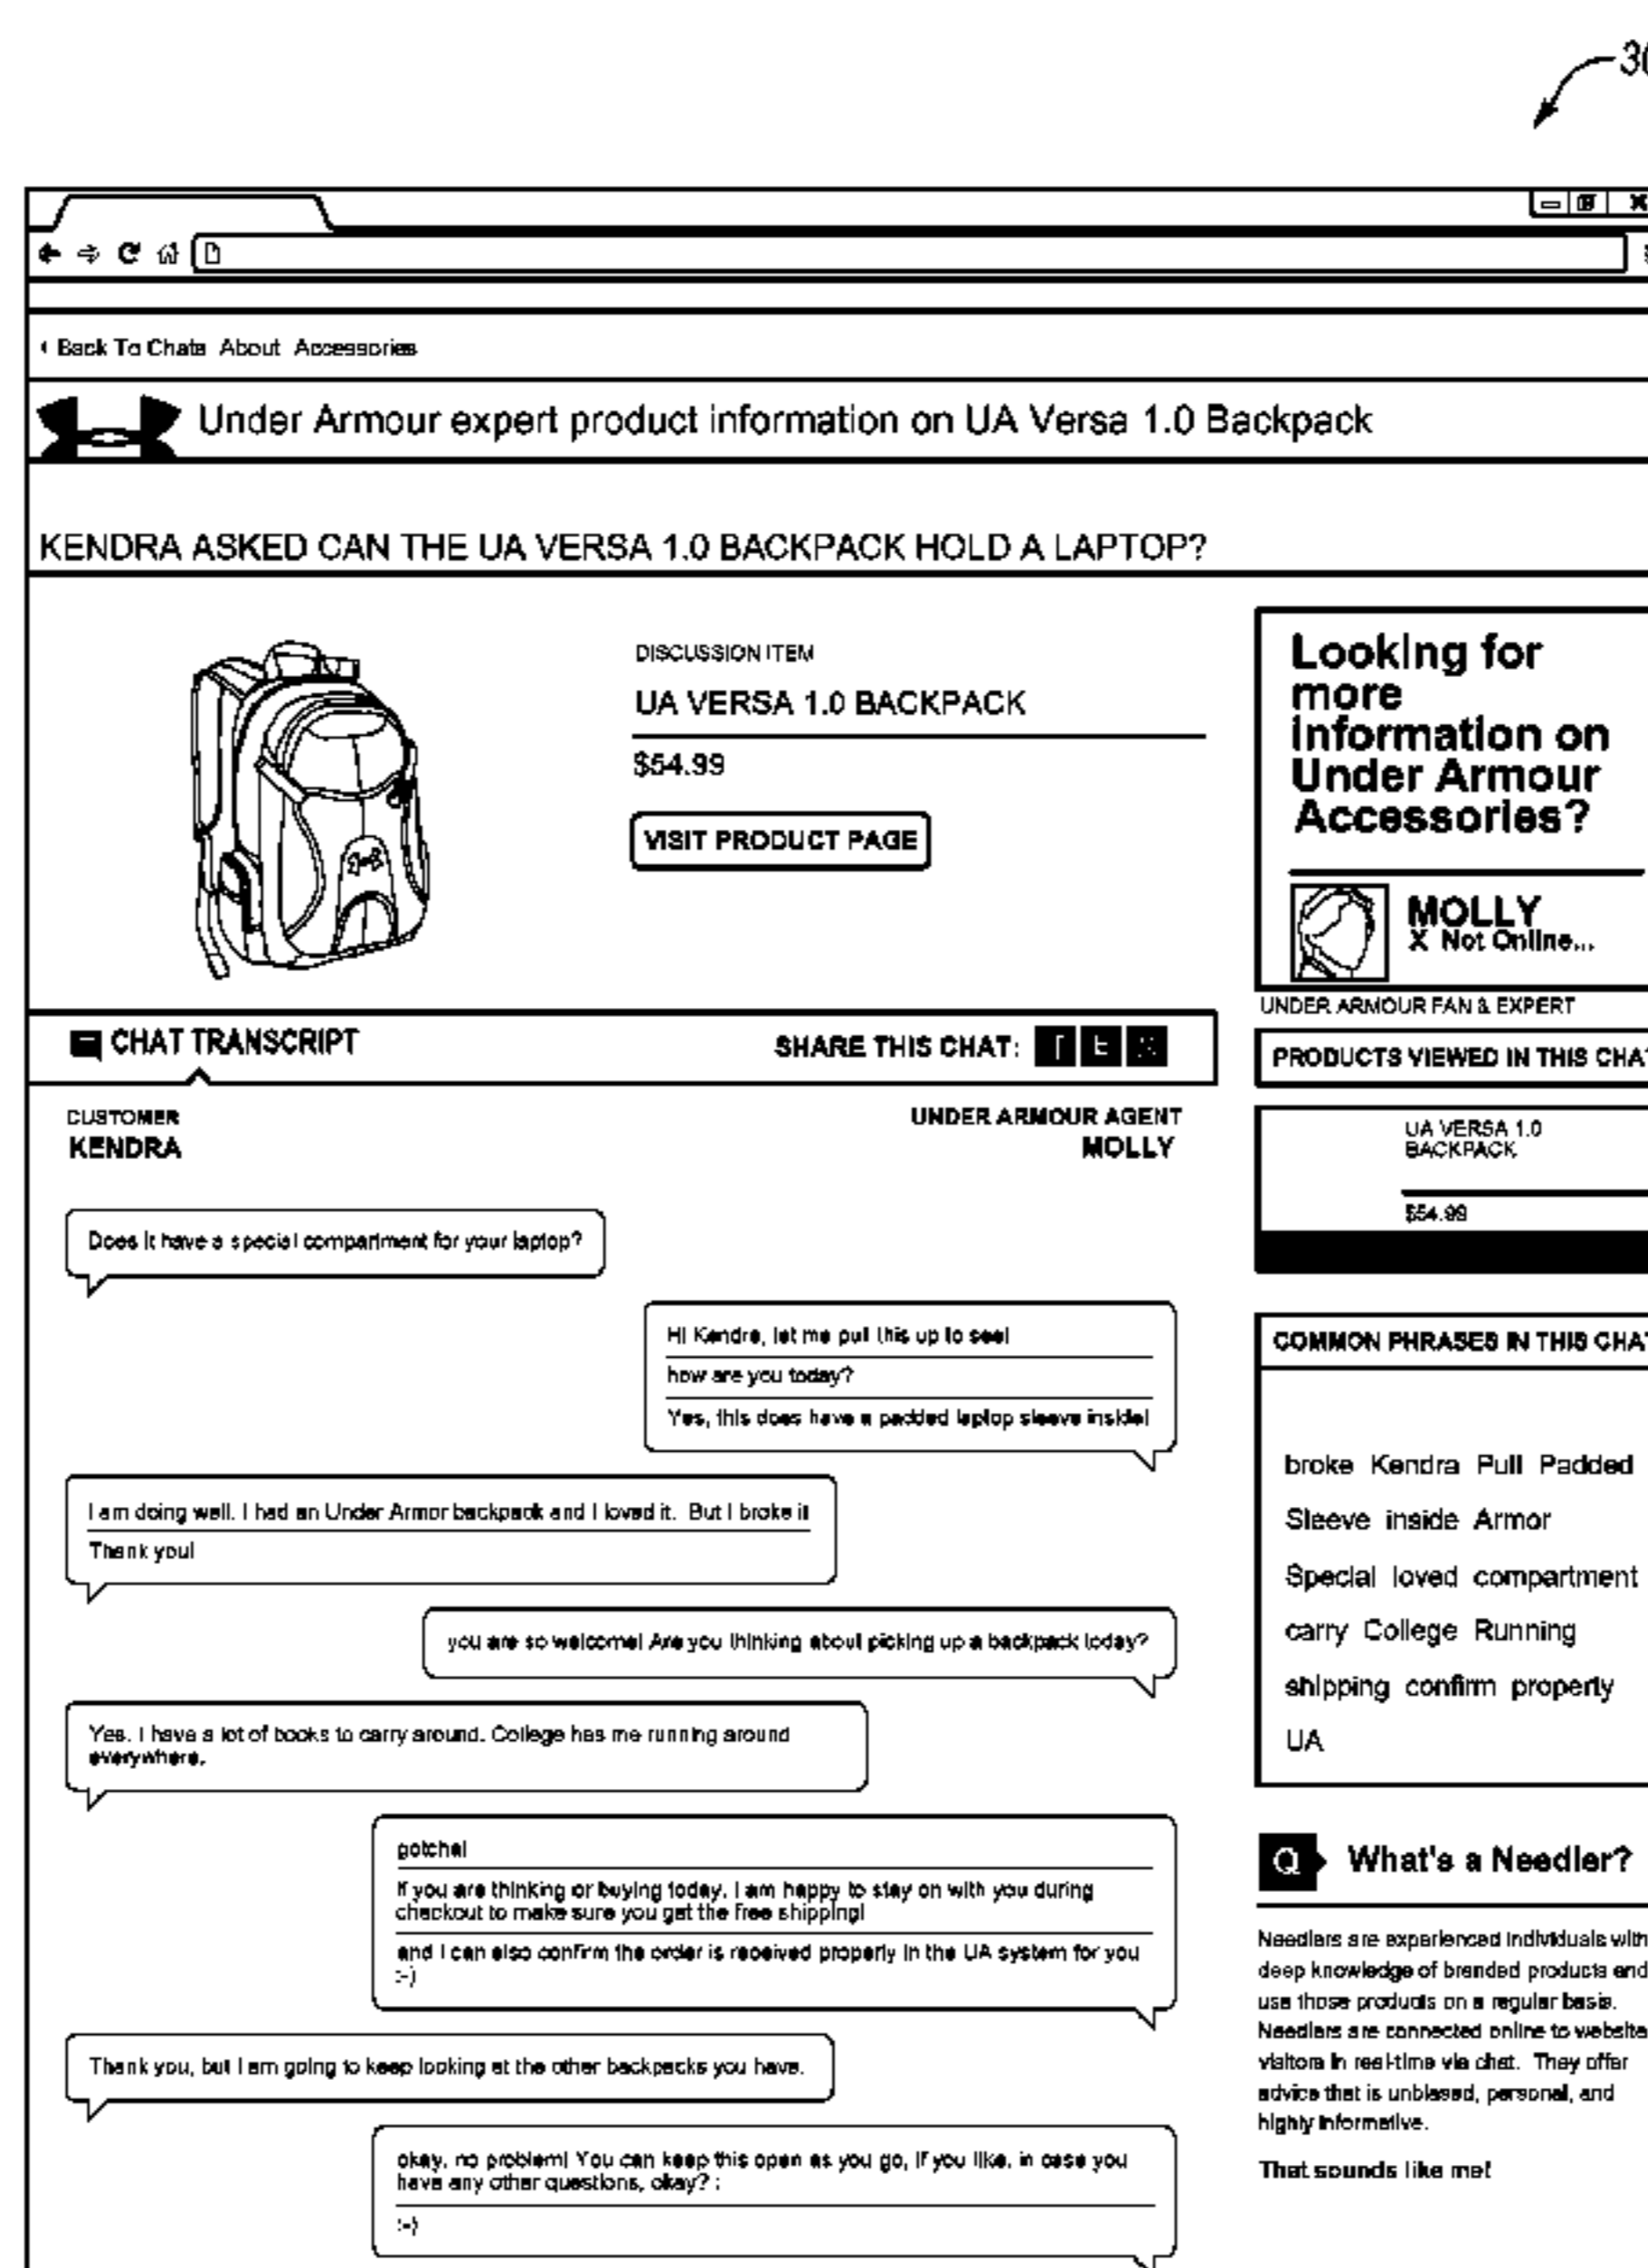 ‹ Back To Chats About Accessories
Under Armour expert product information on UA Versa 1.0 Backpack
KENDRA ASKED CAN THE UA VERSA 1.0 BACKPACK HOLD A LAPTOP?
DISCUSSION ITEM
UA VERSA 1.0 BACKPACK
$54.99
VISIT PRODUCT PAGE
CHAT TRANSCRIPT
SHARE THIS CHAT:
CUSTOMER
KENDRA
UNDER ARMOUR AGENT
MOLLY
Does it have a special compartment for your laptop?
Hi Kendra, let me pull this up to see!
how are you today?
Yes, this does have a padded laptop sleeve inside!
I am doing well. I had an Under Armor backpack and I loved it. But I broke it
Thank you!
you are so welcome! Are you thinking about picking up a backpack today?
Yes. I have a lot of books to carry around. College has me running around
everywhere.
gotcha!
If you are thinking or buying today, I am happy to stay on with you during
checkout to make sure you get the free shipping!
and I can also confirm the order is received properly in the UA system for you
:-)
Thank you, but I am going to keep looking at the other backpacks you have.
okay, no problem! You can keep this open as you go, if you like, in case you
have any other questions, okay? :
:-)
Looking for
more
information on
Under Armour
Accessories?
MOLLY
X Not Online...
UNDER ARMOUR FAN & EXPERT
PRODUCTS VIEWED IN THIS
UA VERSA 1.0
BACKPACK
$54.99
COMMON PHRASES IN THIS
broke Kendra Pull Padded
Sleeve inside Armor
Special loved compartment
carry College Running
shipping confirm property
UA
Q What's a Needler?
Needlers are experienced individuals with
deep knowledge of branded products and
use those products on a regular basis.
Needlers are connected online to website
visitors in real-time via chat. They offer
advice that is unbiased, personal, and
highly informative.
That sounds like me!